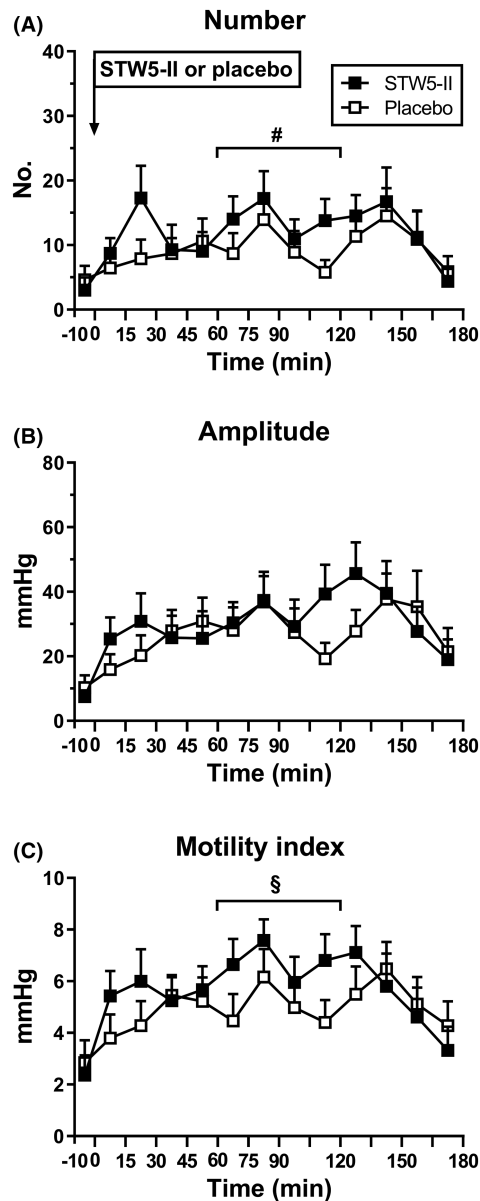 (A) Number
STW5-II or placebo
STW5-II
Placebo
#
No.
40
30
20
10
0
-10 0 15 30 45 60 75 90 120 150 180
Time (min)
(B) Amplitude
mmHg
80
60
40
20
0
-10 0 15 30 45 60 75 90 120 150 180
Time (min)
(C) Motility index
§
mmHg
10
8
6
4
2
0
-10 0 15 30 45 60 75 90 120 150 180
Time (min)